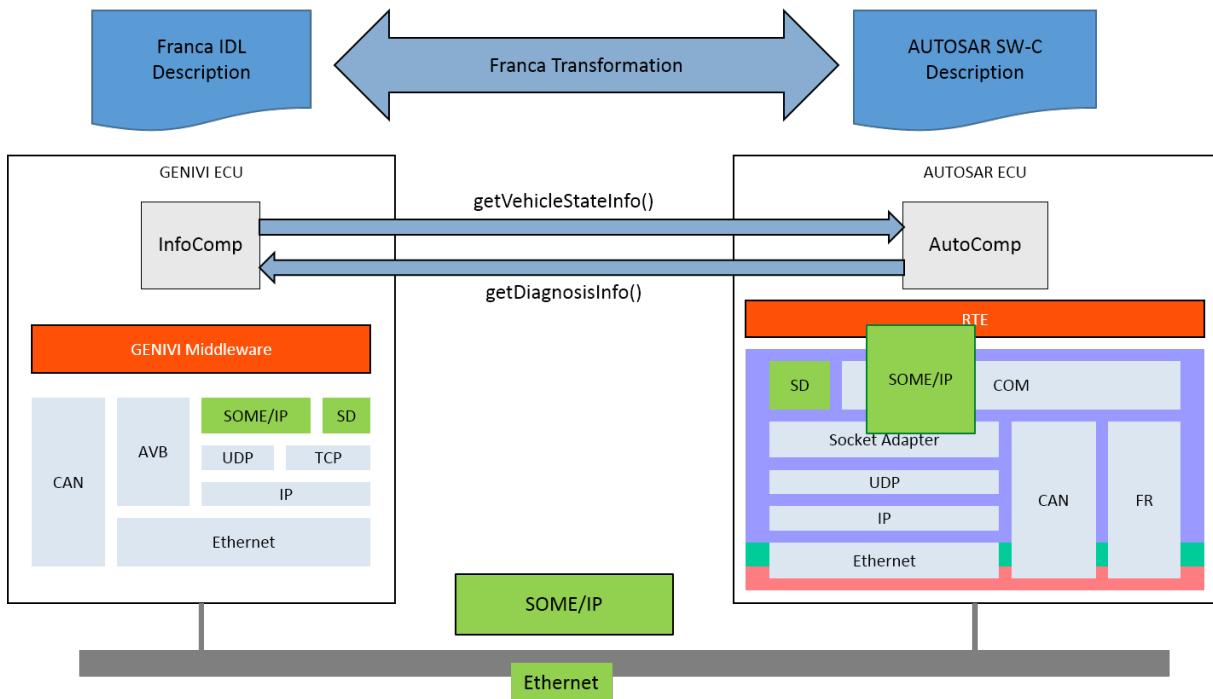 Franca IDL
Description
Franca Transformation
AUTOSAR SW-C
Description
GENIVI ECU
AUTOSAR ECU
getVehicleStateInfo()
InfoComp
AutoComp
getDiagnosisInfo()
GENIVI Middleware
RTE
SOME/IP
SD
CAN
AVB
UDP
TCP
IP
Ethernet
SD
SOME/IP
COM
Socket Adapter
UDP
IP
Ethernet
CAN
FR
SOME/IP
Ethernet